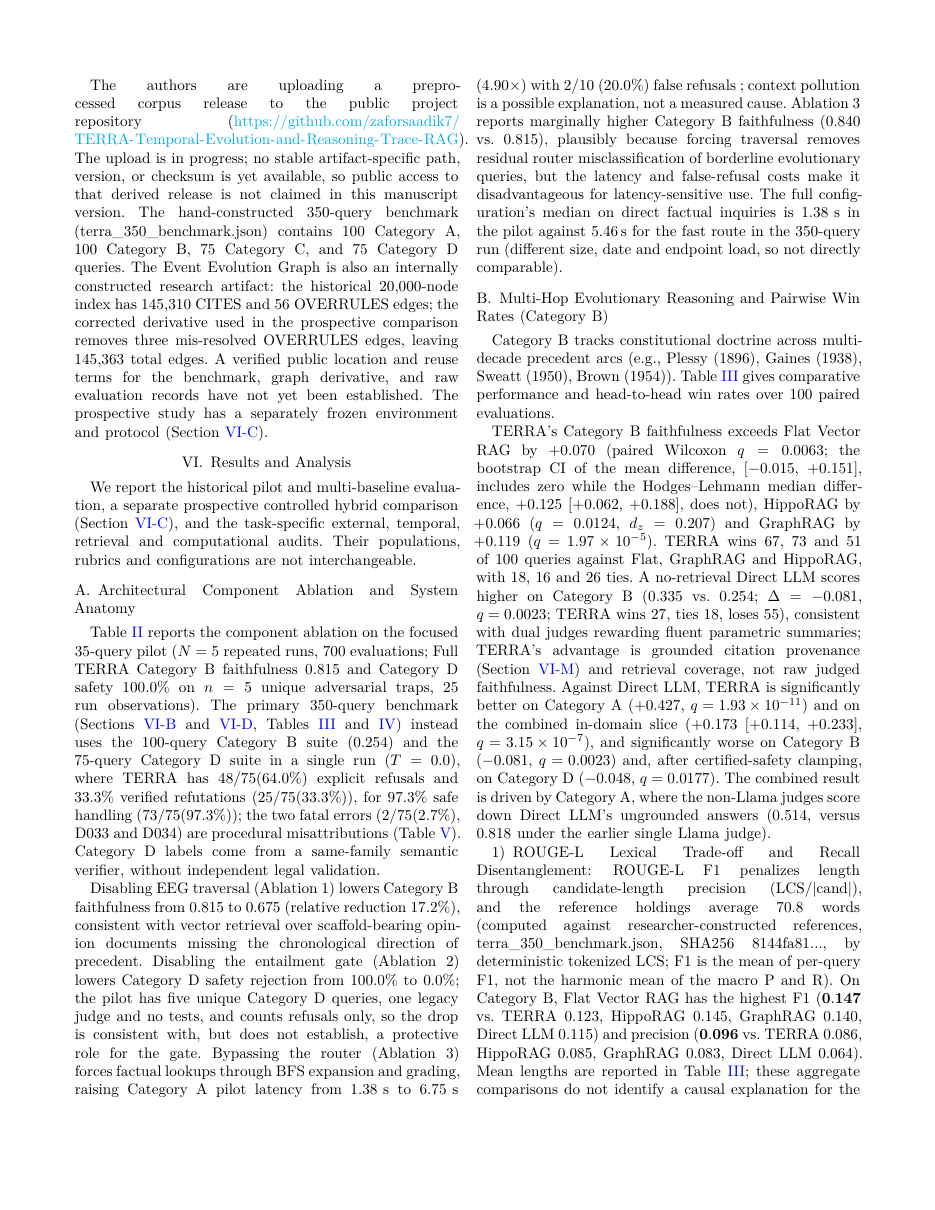 The authors are uploading a prepro-
cessed corpus release to the public project
repository (https://github.com/zaforsaadik7/
TERRA-Temporal-Evolution-and-Reasoning-Trace-RAG).
The upload is in progress; no stable artifact-specific path,
version, or checksum is yet available, so public access to
that derived release is not claimed in this manuscript
version. The hand-constructed 350-query benchmark
(terra_350_benchmark.json) contains 100 Category A,
100 Category B, 75 Category C, and 75 Category D
queries. The Event Evolution Graph is also an internally
constructed research artifact: the historical 20,000-node
index has 145,310 CITES and 56 OVERRULES edges; the
corrected derivative used in the prospective comparison
removes three mis-resolved OVERRULES edges, leaving
145,363 total edges. A verified public location and reuse
terms for the benchmark, graph derivative, and raw
evaluation records have not yet been established. The
prospective study has a separately frozen environment
and protocol (Section VI-C).
VI. Results and Analysis
We report the historical pilot and multi-baseline evalua-
tion, a separate prospective controlled hybrid comparison
(Section VI-C), and the task-specific external, temporal,
retrieval and computational audits. Their populations,
rubrics and configurations are not interchangeable.
A. Architectural Component Ablation and System
Anatomy
Table II reports the component ablation on the focused
35-query pilot (N = 5 repeated runs, 700 evaluations; Full
TERRA Category B faithfulness 0.815 and Category D
safety 100.0% on n = 5 unique adversarial traps, 25
run observations). The primary 350-query benchmark
(Sections VI-B and VI-D, Tables III and IV) instead
uses the 100-query Category B suite (0.254) and the
75-query Category D suite in a single run (T = 0.0),
where TERRA has 48/75(64.0%) explicit refusals and
33.3% verified refutations (25/75(33.3%)), for 97.3% safe
handling (73/75(97.3%)); the two fatal errors (2/75(2.7%),
D033 and D034) are procedural misattributions (Table V).
Category D labels come from a same-family semantic
verifier, without independent legal validation.
Disabling EEG traversal (Ablation 1) lowers Category B
faithfulness from 0.815 to 0.675 (relative reduction 17.2%),
consistent with vector retrieval over scaffold-bearing opin-
ion documents missing the chronological direction of
precedent. Disabling the entailment gate (Ablation 2)
lowers Category D safety rejection from 100.0% to 0.0%;
the pilot has five unique Category D queries, one legacy
judge and no tests, and counts refusals only, so the drop
is consistent with, but does not establish, a protective
role for the gate. Bypassing the router (Ablation 3)
forces factual lookups through BFS expansion and grading,
raising Category A pilot latency from 1.38 s to 6.75 s
(4.90×) with 2/10 (20.0%) false refusals ; context pollution
is a possible explanation, not a measured cause. Ablation 3
reports marginally higher Category B faithfulness (0.840
vs. 0.815), plausibly because forcing traversal removes
residual router misclassification of borderline evolutionary
queries, but the latency and false-refusal costs make it
disadvantageous for latency-sensitive use. The full config-
uration's median on direct factual inquiries is 1.38 s in
the pilot against 5.46 s for the fast route in the 350-query
run (different size, date and endpoint load, so not directly
comparable).
B. Multi-Hop Evolutionary Reasoning and Pairwise Win
Rates (Category B)
Category B tracks constitutional doctrine across multi-
decade precedent arcs (e.g., Plessy (1896), Gaines (1938),
Sweatt (1950), Brown (1954)). Table III gives comparative
performance and head-to-head win rates over 100 paired
evaluations.
TERRA's Category B faithfulness exceeds Flat Vector
RAG by +0.070 (paired Wilcoxon q = 0.0063; the
bootstrap CI of the mean difference, [−0.015, +0.151],
includes zero while the Hodges–Lehmann median differ-
ence, +0.125 [+0.062, +0.188], does not), HippoRAG by
+0.066 (q = 0.0124, d_z = 0.207) and GraphRAG by
+0.119 (q = 1.97 × 10⁻⁵). TERRA wins 67, 73 and 51
of 100 queries against Flat, GraphRAG and HippoRAG,
with 18, 16 and 26 ties. A no-retrieval Direct LLM scores
higher on Category B (0.335 vs. 0.254; Δ = −0.081,
q = 0.0023; TERRA wins 27, ties 18, loses 55), consistent
with dual judges rewarding fluent parametric summaries;
TERRA's advantage is grounded citation provenance
(Section VI-M) and retrieval coverage, not raw judged
faithfulness. Against Direct LLM, TERRA is significantly
better on Category A (+0.427, q = 1.93 × 10⁻¹¹) and on
the combined in-domain slice (+0.173 [+0.114, +0.233],
q = 3.15 × 10⁻⁷), and significantly worse on Category B
(−0.081, q = 0.0023) and, after certified-safety clamping,
on Category D (−0.048, q = 0.0177). The combined result
is driven by Category A, where the non-Llama judges score
down Direct LLM's ungrounded answers (0.514, versus
0.818 under the earlier single Llama judge).
1) ROUGE-L Lexical Trade-off and Recall
Disentanglement: ROUGE-L F1 penalizes length
through candidate-length precision (LCS/|cand|),
and the reference holdings average 70.8 words
(computed against researcher-constructed references,
terra_350_benchmark.json, SHA256 8144fa81..., by
deterministic tokenized LCS; F1 is the mean of per-query
F1, not the harmonic mean of the macro P and R). On
Category B, Flat Vector RAG has the highest F1 (0.147
vs. TERRA 0.123, HippoRAG 0.145, GraphRAG 0.140,
Direct LLM 0.115) and precision (0.096 vs. TERRA 0.086,
HippoRAG 0.085, GraphRAG 0.083, Direct LLM 0.064).
Mean lengths are reported in Table III; these aggregate
comparisons do not identify a causal explanation for the